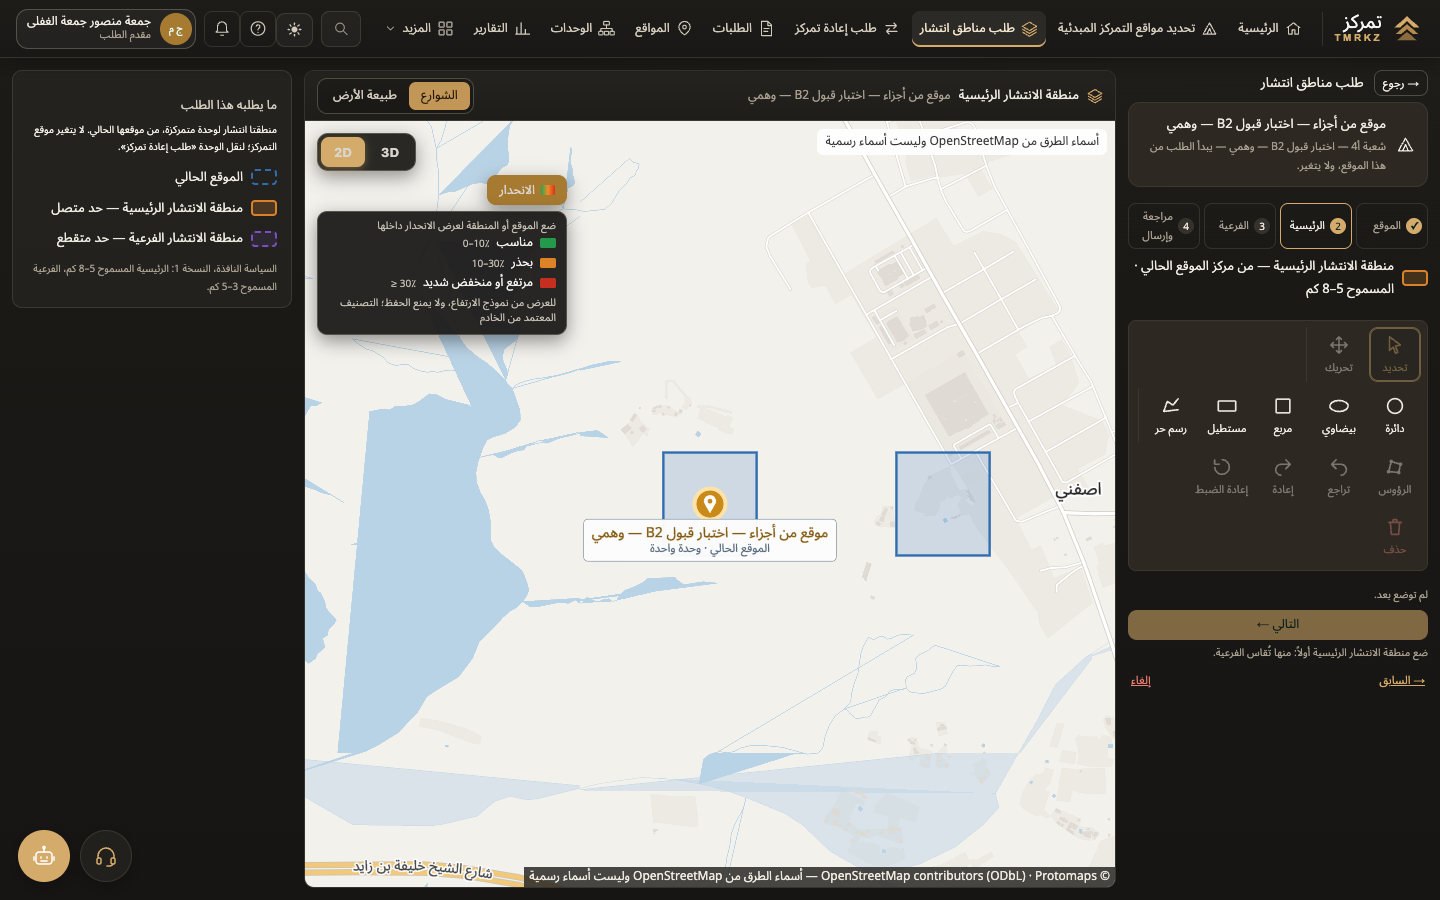 تمركز
TMRKZ
الرئيسية
تحديد مواقع التمركز المبدئية
طلب مناطق انتشار
طلب إعادة تمركز
الطلبات
المواقع
الوحدات
التقارير
المزيد
جمعة منصور جمعة الغفلى
مقدم الطلب
ج م
→ رجوع
طلب مناطق انتشار
موقع من أجزاء — اختبار قبول B2 — وهمي
شعبة أ4 — اختبار قبول B2 — وهمي — يبدأ الطلب من
هذا الموقع، ولا يتغير.
الموقع
2 الرئيسية
3 الفرعية
4 مراجعة
وإرسال
منطقة الانتشار الرئيسية — من مركز الموقع الحالي ·
المسموح 5–8 كم
تحديد
تحريك
دائرة
بيضاوي
مربع
مستطيل
رسم حر
الرؤوس
تراجع
إعادة
إعادة الضبط
حذف
لم توضع بعد.
التالي ←
ضع منطقة الانتشار الرئيسية أولاً: منها تُقاس الفرعية.
→ السابق
إلغاء
منطقة الانتشار الرئيسية
موقع من أجزاء — اختبار قبول B2 — وهمي
الشوارع
طبيعة الأرض
أسماء الطرق من OpenStreetMap وليست أسماء رسمية
2D
3D
الانحدار
ضع الموقع أو المنطقة لعرض الانحدار داخلها
مناسب 0–10٪
بحذر 10–30٪
مرتفع أو منخفض شديد ≥ 30٪
للعرض من نموذج الارتفاع، ولا يمنع الحفظ؛ التصنيف
المعتمد من الخادم
اصفني
موقع من أجزاء — اختبار قبول B2 — وهمي
الموقع الحالي · وحدة واحدة
شارع الشيخ خليفة بن زايد
© OpenStreetMap contributors (ODbL) · Protomaps — أسماء الطرق من OpenStreetMap وليست أسماء رسمية
ما يطلبه هذا الطلب
منطقتا انتشار لوحدة متمركزة، من موقعها الحالي. لا يتغير موقع
التمركز؛ لنقل الوحدة «طلب إعادة تمركز».
الموقع الحالي
منطقة الانتشار الرئيسية — حد متصل
منطقة الانتشار الفرعية — حد متقطع
السياسة النافذة، النسخة 1: الرئيسية المسموح 5–8 كم، الفرعية
المسموح 3–5 كم.